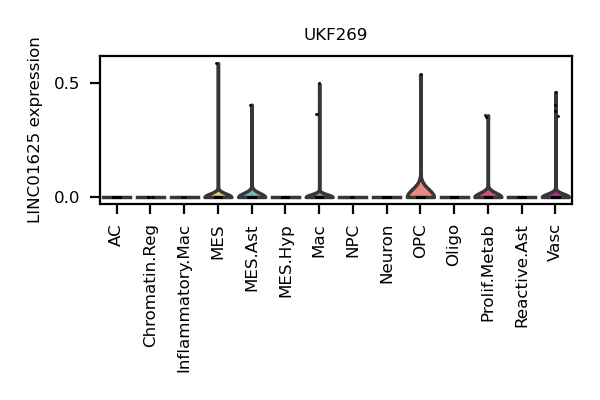 UKF269
LINC01625 expression
0.5
0.0
AC
Chromatin.Reg
Inflammatory.Mac
MES
MES.Ast
MES.Hyp
Mac
NPC
Neuron
OPC
Oligo
Prolif.Metab
Reactive.Ast
Vasc